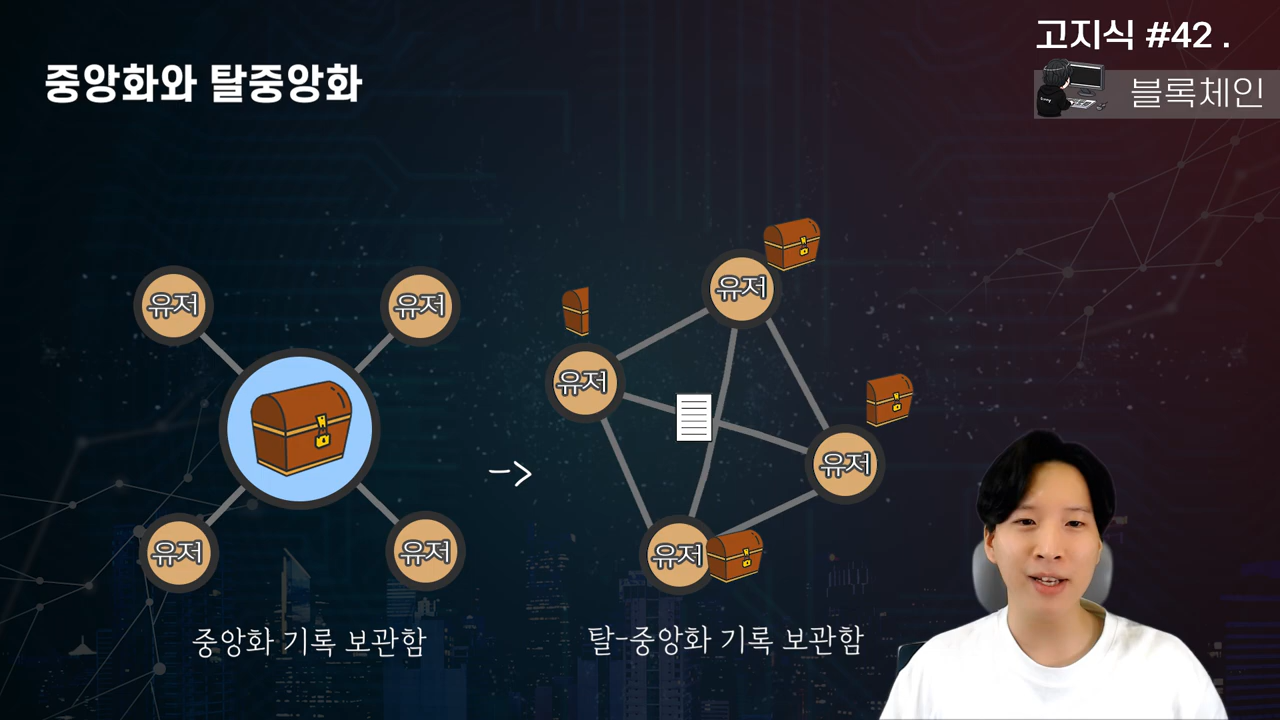 고지식 #42 .
블록체인
중앙화와 탈중앙화
유저
유저
유저
유저
중앙화 기록 보관함
유저
유저
유저
유저
탈-중앙화 기록 보관함